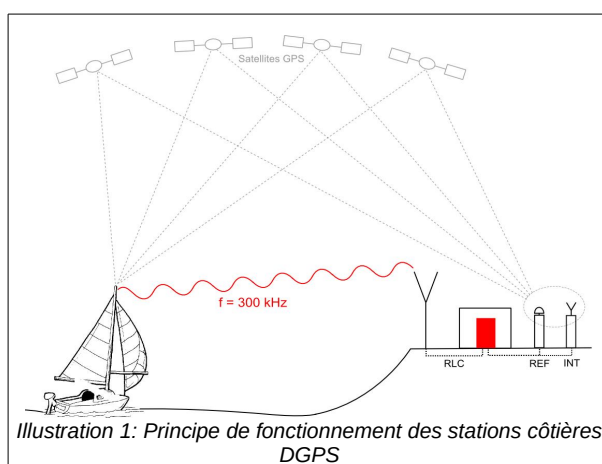 Satellites GPS
f = 300 kHz
RLC
REF
INT
Illustration 1: Principe de fonctionnement des stations côtières
DGPS